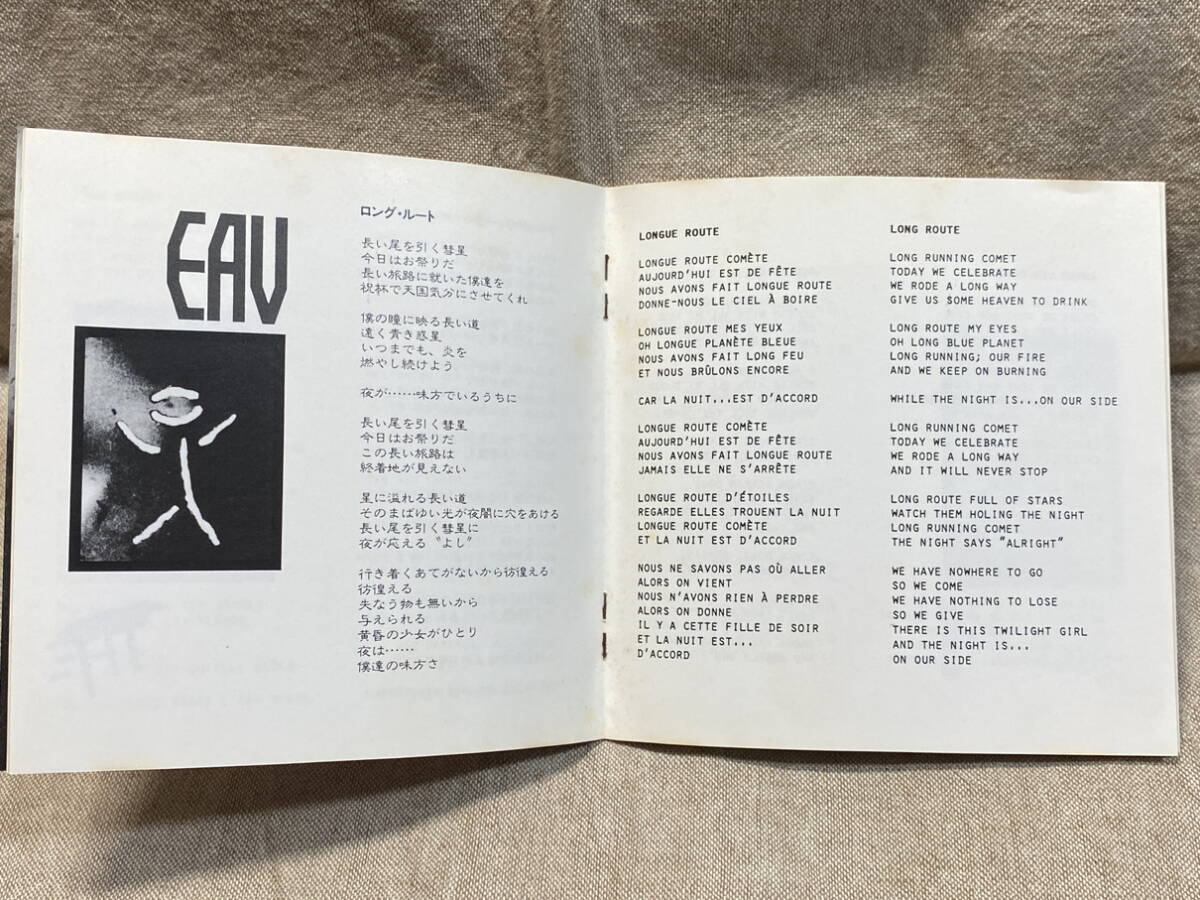 EAV
ロング・ルート
長い尾を引く彗星
今日はお祭りだ
長い旅路に就いた僕達を
祝杯で天国気分にさせてくれ
僕の瞳に映る長い道
遠く青き惑星
いつまでも、炎を
燃やし続けよう
夜が……味方でいるうちに
長い尾を引く彗星
今日はお祭りだ
この長い旅路は
終着地が見えない
星に溢れる長い道
そのまばゆい光が夜闇に穴をあける
長い尾を引く彗星に
夜が応える〝よし〟
行き着くあてがないから彷徨える
彷徨える
失なう物も無いから
与えられる
黄昏の少女がひとり
夜は……
僕達の味方さ
LONGUE ROUTE
LONGUE ROUTE COMÈTE
AUJOURD'HUI EST DE FÊTE
NOUS AVONS FAIT LONGUE ROUTE
DONNE-NOUS LE CIEL À BOIRE
LONGUE ROUTE MES YEUX
OH LONGUE PLANÈTE BLEUE
NOUS AVONS FAIT LONG FEU
ET NOUS BRÛLONS ENCORE
CAR LA NUIT...EST D'ACCORD
LONGUE ROUTE COMÈTE
AUJOURD'HUI EST DE FÊTE
NOUS AVONS FAIT LONGUE ROUTE
JAMAIS ELLE NE S'ARRÊTE
LONGUE ROUTE D'ÉTOILES
REGARDE ELLES TROUENT LA NUIT
LONGUE ROUTE COMÈTE
ET LA NUIT EST D'ACCORD
NOUS NE SAVONS PAS OÙ ALLER
ALORS ON VIENT
NOUS N'AVONS RIEN À PERDRE
ALORS ON DONNE
IL Y A CETTE FILLE DE SOIR
ET LA NUIT EST...
D'ACCORD
LONG ROUTE
LONG RUNNING COMET
TODAY WE CELEBRATE
WE RODE A LONG WAY
GIVE US SOME HEAVEN TO DRINK
LONG ROUTE MY EYES
OH LONG BLUE PLANET
LONG RUNNING; OUR FIRE
AND WE KEEP ON BURNING
WHILE THE NIGHT IS...ON OUR SIDE
LONG RUNNING COMET
TODAY WE CELEBRATE
WE RODE A LONG WAY
AND IT WILL NEVER STOP
LONG ROUTE FULL OF STARS
WATCH THEM HOLING THE NIGHT
LONG RUNNING COMET
THE NIGHT SAYS "ALRIGHT"
WE HAVE NOWHERE TO GO
SO WE COME
WE HAVE NOTHING TO LOSE
SO WE GIVE
THERE IS THIS TWILIGHT GIRL
AND THE NIGHT IS...
ON OUR SIDE